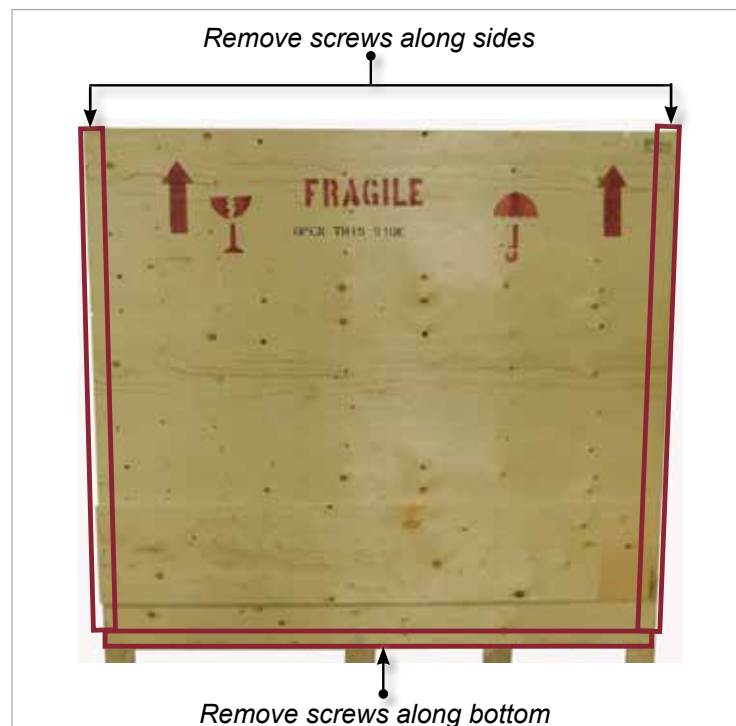 Remove screws along sides
FRAGILE
OPEN THIS SIDE
Remove screws along bottom